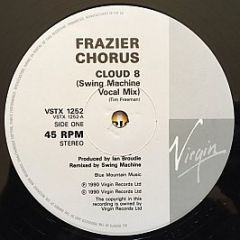 FRAZIER
CHORUS
CLOUD 8
(Swing Machine
Vocal Mix)
(Tim Freeman)
VSTX 1252
VSTX 1252-A
SIDE ONE
45 RPM
STEREO
Produced by Ian Broudie
Remixed by Swing Machine
Blue Mountain Music
℗ 1990 Virgin Records Ltd
© 1990 Virgin Records Ltd
The copyright in this
recording is owned by
Virgin Records Ltd
Virgin